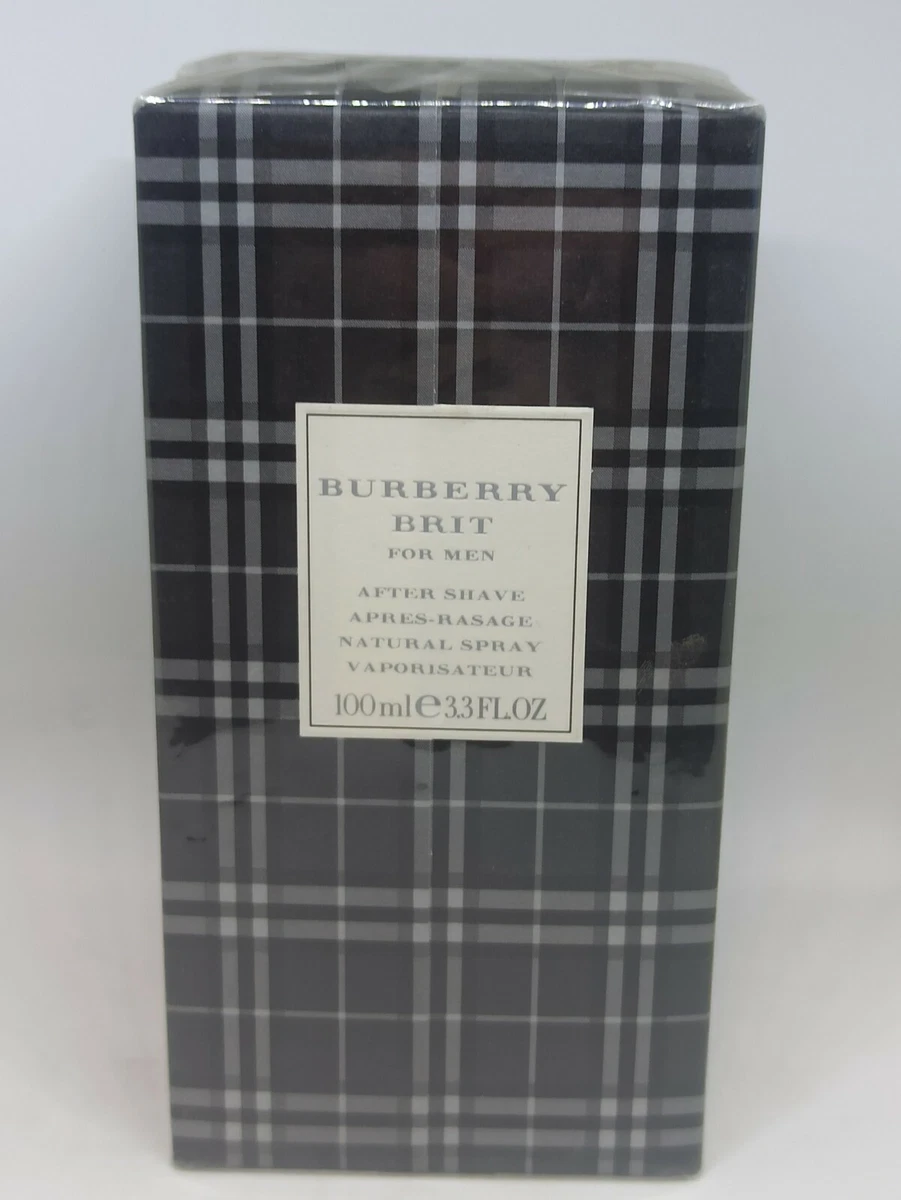 BURBERRY
BRIT
FOR MEN
AFTER SHAVE
APRES-RASAGE
NATURAL SPRAY
VAPORISATEUR
100ml℮3.3FL.OZ